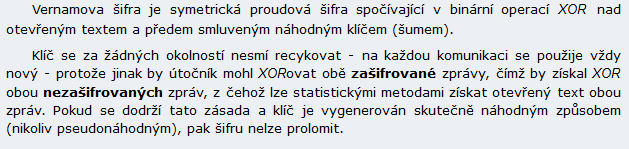 Vernamova šifra je symetrická proudová šifra spočívající v binární operací XOR nad
otevřeným textem a předem smluveným náhodným klíčem (šumem).
Klíč se za žádných okolností nesmí recykovat - na každou komunikaci se použije vždy
nový - protože jinak by útočník mohl XORovat obě zašifrované zprávy, čímž by získal XOR
obou nezašifrovaných zpráv, z čehož lze statistickými metodami získat otevřený text obou
zpráv. Pokud se dodrží tato zásada a klíč je vygenerován skutečně náhodným způsobem
(nikoliv pseudonáhodným), pak šifru nelze prolomit.